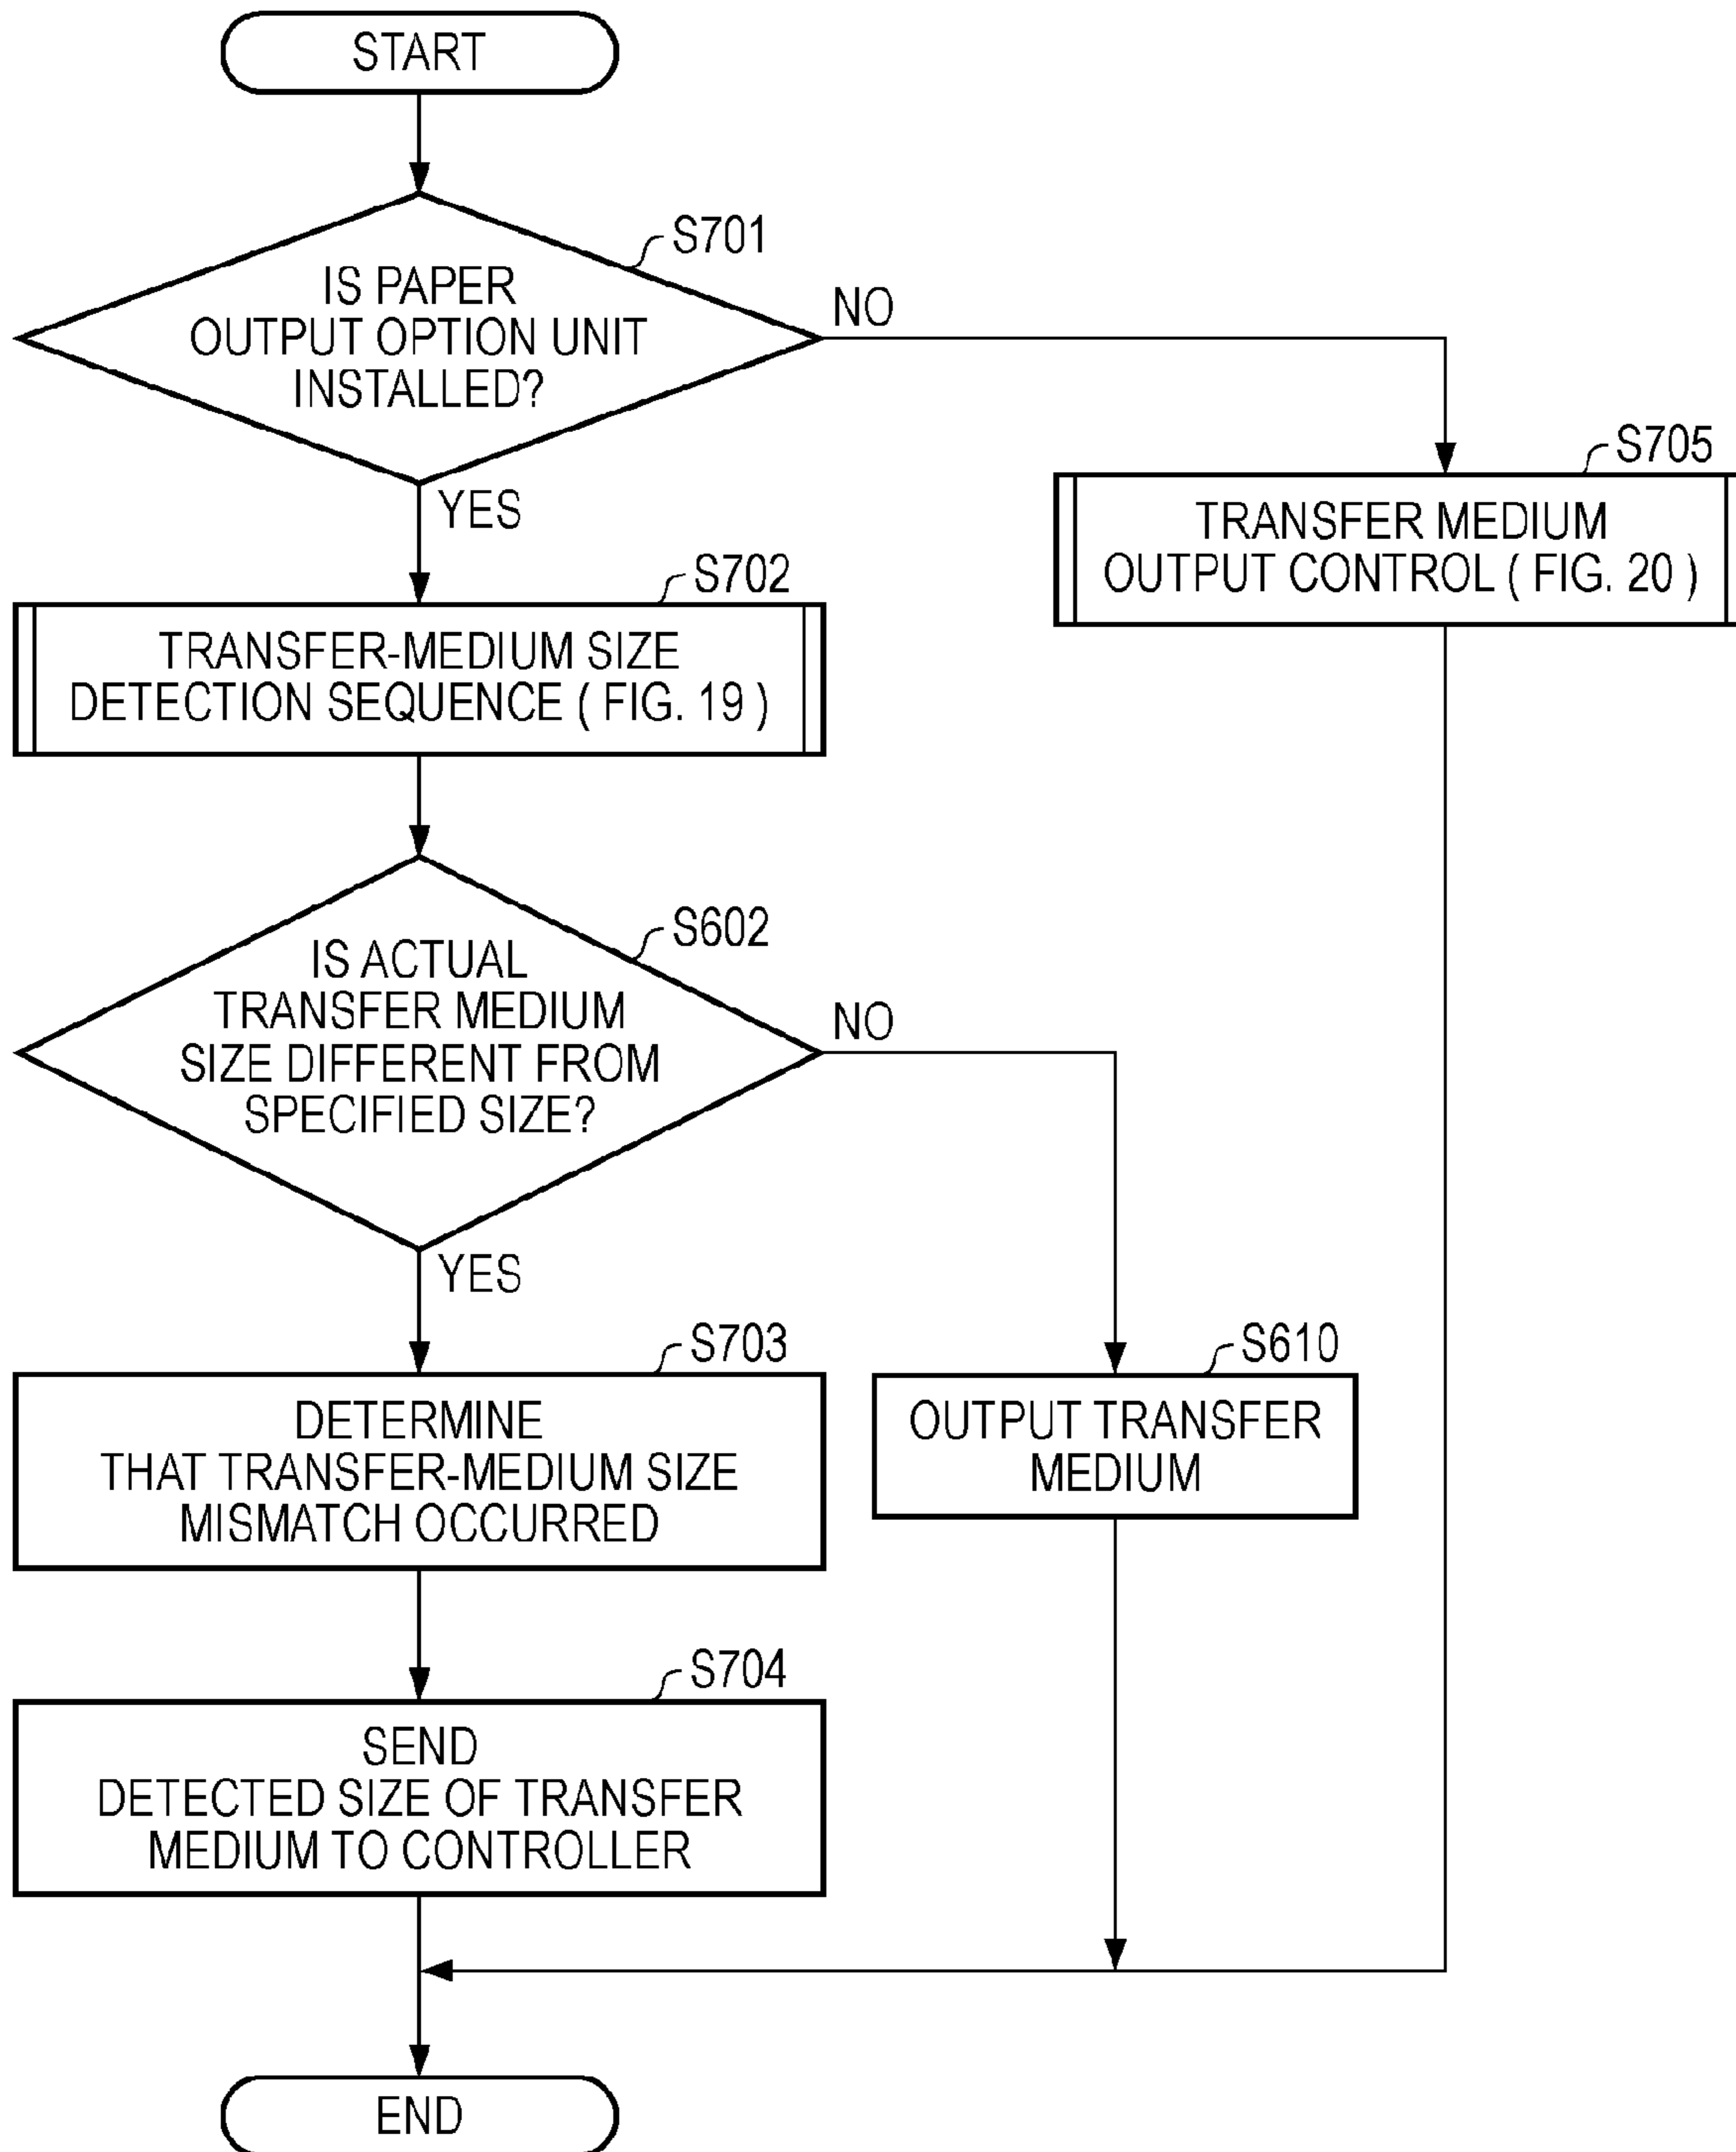 START
S701
IS PAPER
OUTPUT OPTION UNIT
INSTALLED?
NO
YES
S705
TRANSFER MEDIUM
OUTPUT CONTROL ( FIG. 20 )
S702
TRANSFER-MEDIUM SIZE
DETECTION SEQUENCE ( FIG. 19 )
S602
IS ACTUAL
TRANSFER MEDIUM
SIZE DIFFERENT FROM
SPECIFIED SIZE?
NO
YES
S703
DETERMINE
THAT TRANSFER-MEDIUM SIZE
MISMATCH OCCURRED
S610
OUTPUT TRANSFER
MEDIUM
S704
SEND
DETECTED SIZE OF TRANSFER
MEDIUM TO CONTROLLER
END